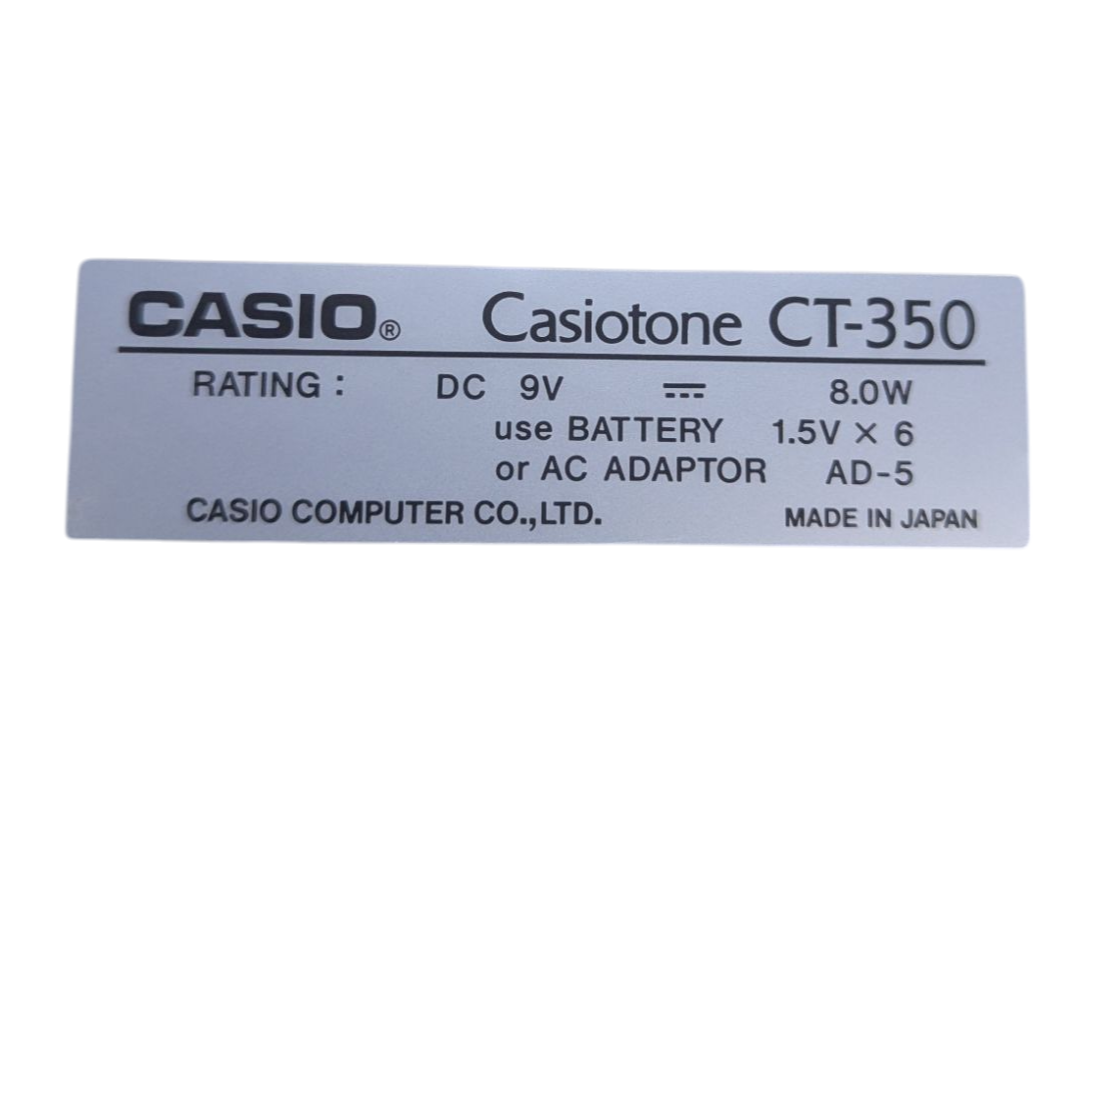 CASIO® Casiotone CT-350
RATING : DC 9V ⎓ 8.0W
use BATTERY 1.5V × 6
or AC ADAPTOR AD-5
CASIO COMPUTER CO.,LTD. MADE IN JAPAN